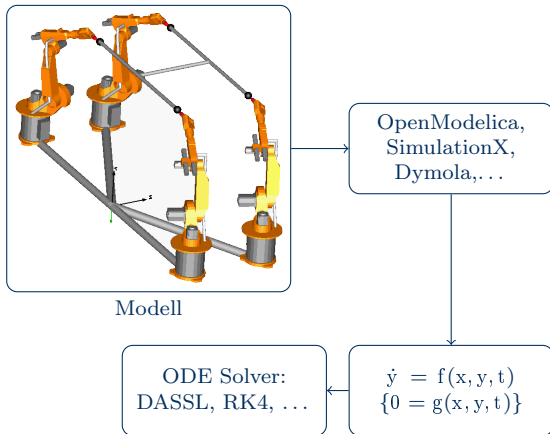 OpenModelica,
SimulationX,
Dymola,...
Modell
ODE Solver:
DASSL, RK4, ...
ẏ = f(x, y, t)
{0 = g(x, y, t)}